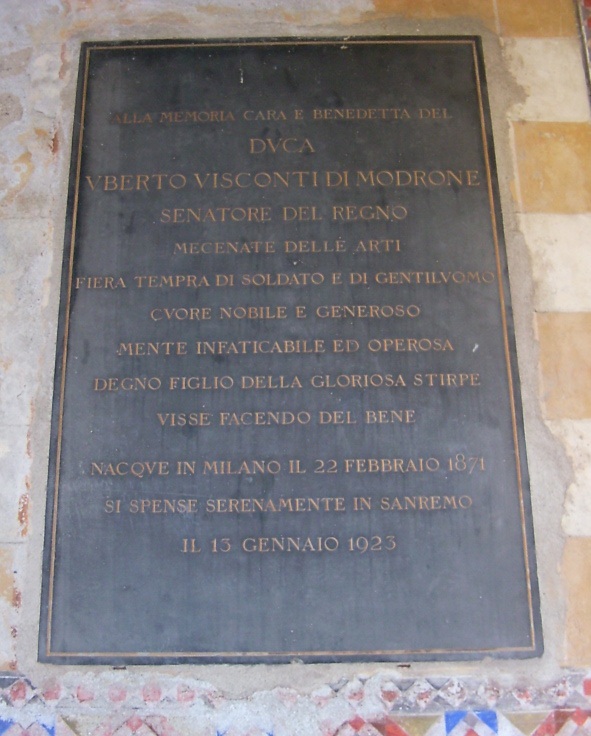 ALLA MEMORIA CARA E BENEDETTA DEL
DVCA
VBERTO VISCONTI DI MODRONE
SENATORE DEL REGNO
MECENATE DELLE ARTI
FIERA TEMPRA DI SOLDATO E DI GENTILVOMO
CVORE NOBILE E GENEROSO
MENTE INFATICABILE ED OPEROSA
DEGNO FIGLIO DELLA GLORIOSA STIRPE
VISSE FACENDO DEL BENE
NACQVE IN MILANO IL 22 FEBBRAIO 1871
SI SPENSE SERENAMENTE IN SANREMO
IL 13 GENNAIO 1923